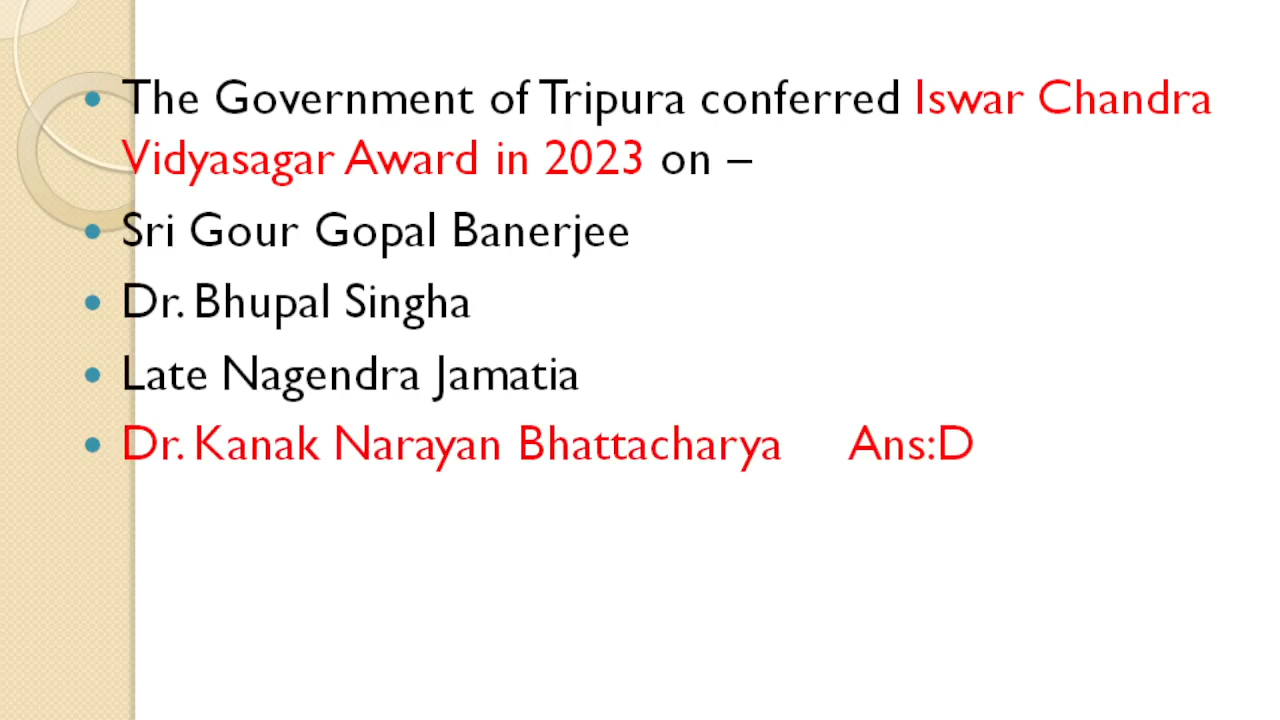 • The Government of Tripura conferred Iswar Chandra
Vidyasagar Award in 2023 on –
• Sri Gour Gopal Banerjee
• Dr. Bhupal Singha
• Late Nagendra Jamatia
• Dr. Kanak Narayan Bhattacharya Ans:D